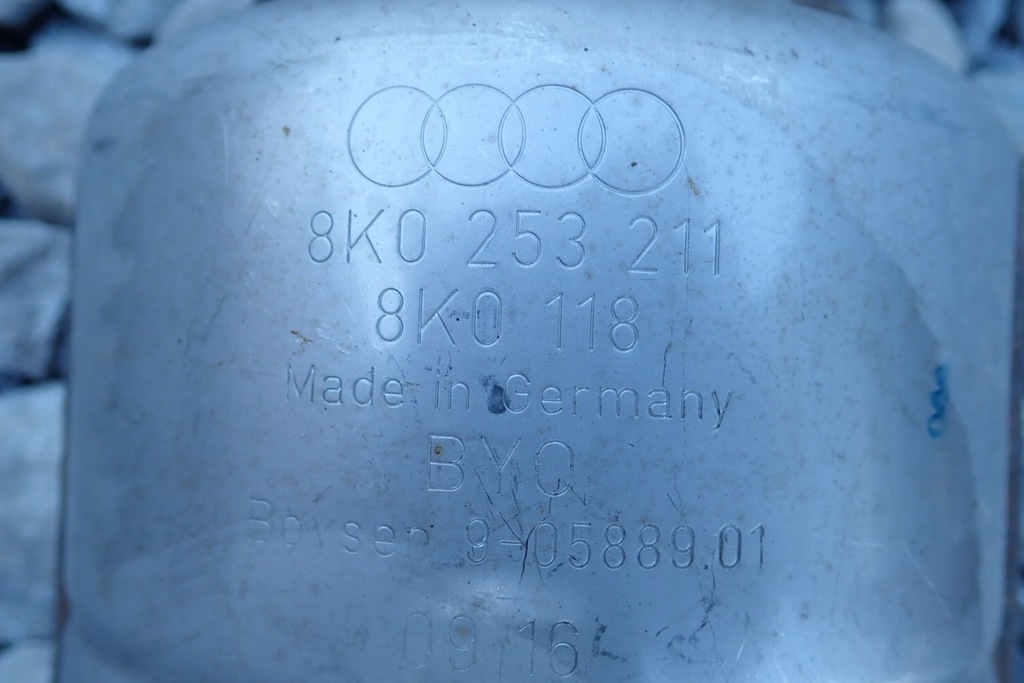 8K0 253 211
8K0 118
Made in Germany
BYQ
Boysen 9-05889.01
09/16